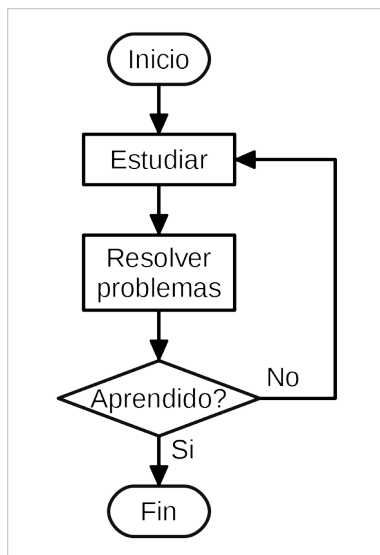 Inicio
Estudiar
Resolver
problemas
Aprendido?
No
Si
Fin